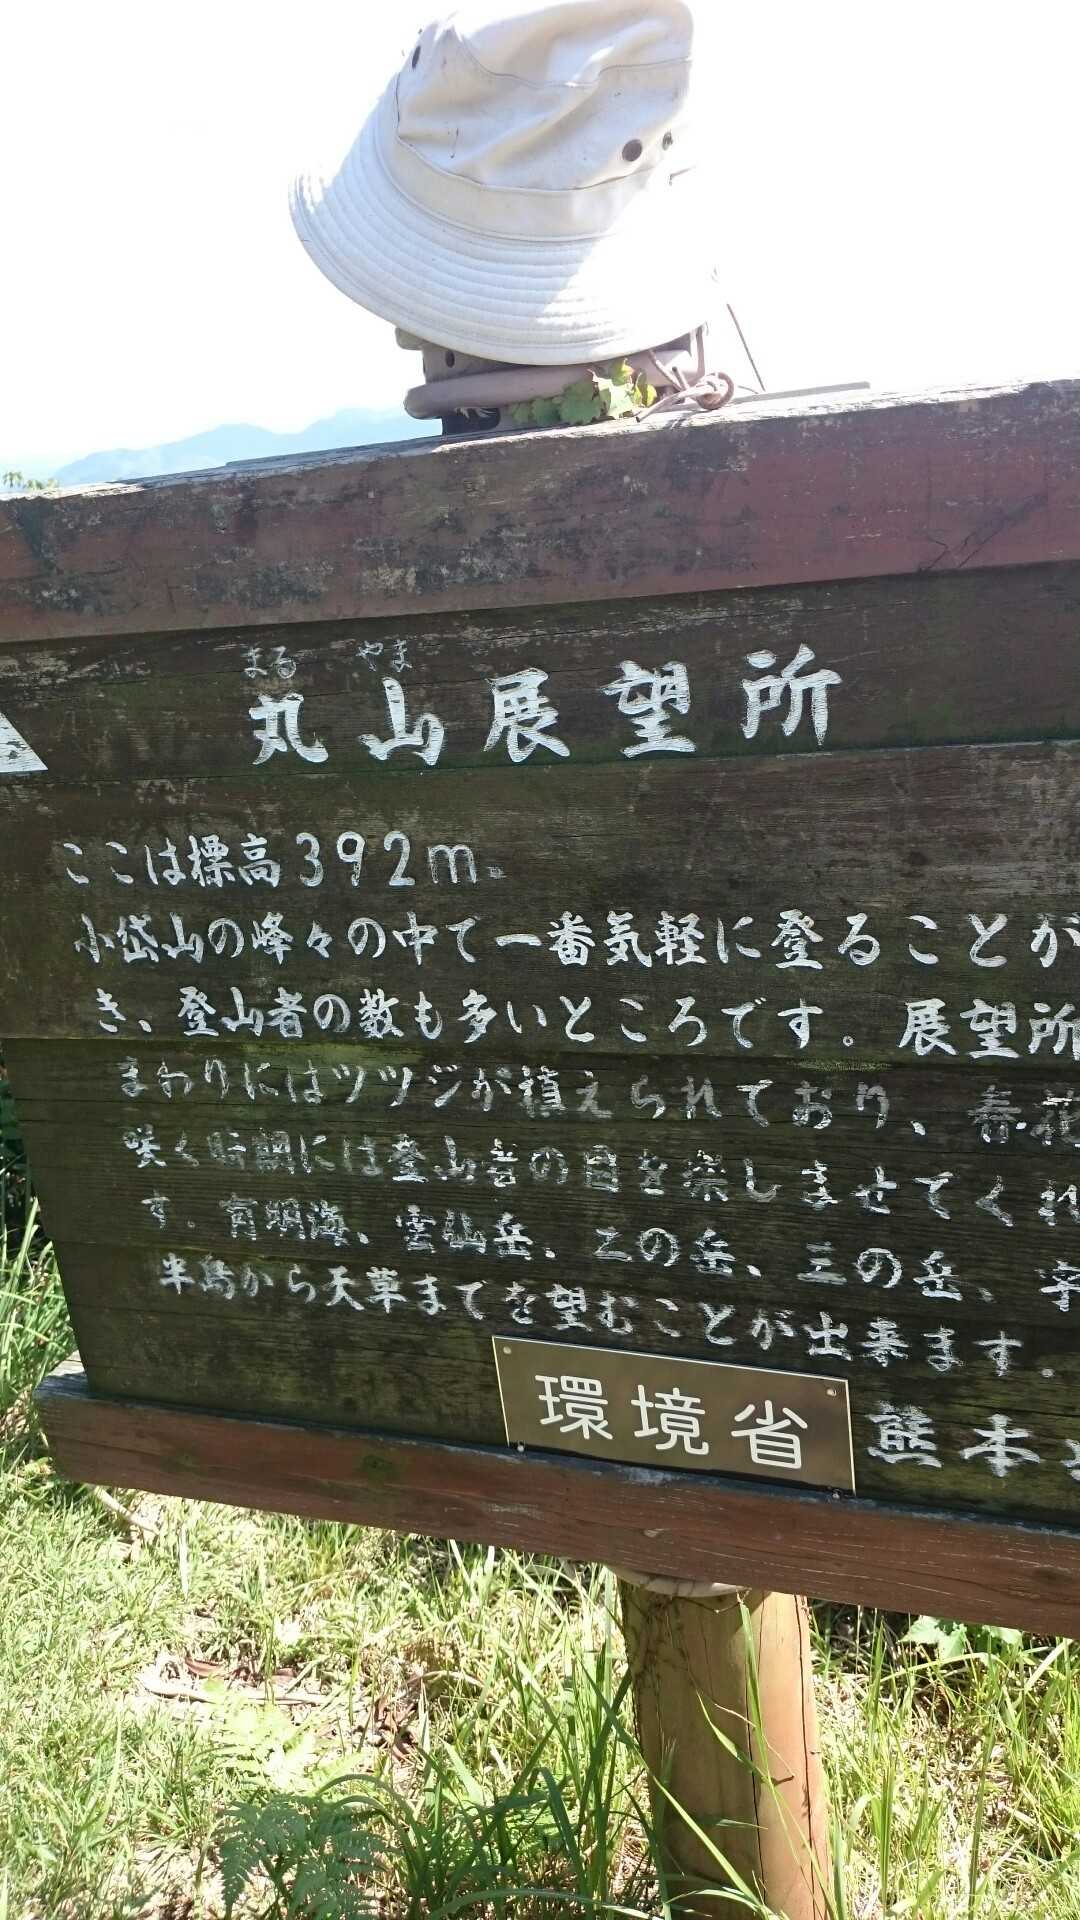 まる やま
丸山展望所
ここは標高392m。
小岱山の峰々の中で一番気軽に登ることが
き、登山者の数も多いところです。展望所
まわりにはツツジが植えられており、春花
咲く時期には登山者の目を楽しませてくれ
す。有明海、雲仙岳、二の岳、三の岳、宇
半島から天草までを望むことが出来ます。
環境省 熊本